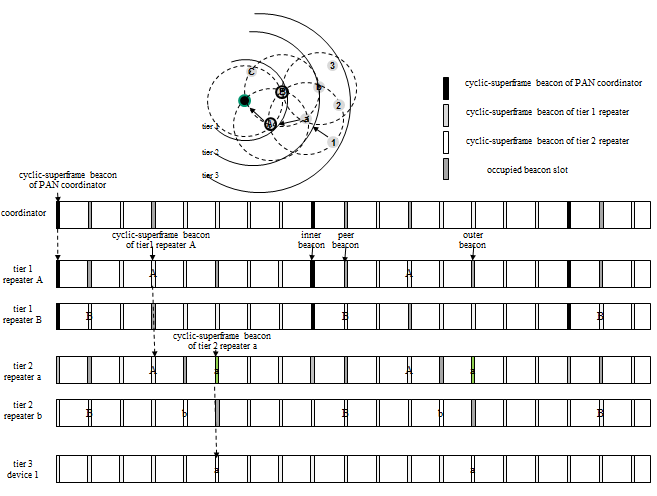 C
3
B
b
2
A
a
1
tier 1
tier 2
tier 3
cyclic-superframe beacon of PAN coordinator
cyclic-superframe beacon of tier 1 repeater
cyclic-superframe beacon of tier 2 repeater
occupied beacon slot
cyclic-superframe beacon
of PAN coordinator
coordinator
cyclic-superframe beacon
of tier1 repeater A
inner
beacon
peer
beacon
outer
beacon
tier 1
repeater A
A
A
tier 1
repeater B
B
B
B
cyclic-superframe beacon
of tier 2 repeater a
tier 2
repeater a
A
a
A
a
tier 2
repeater b
B
b
B
b
B
tier 3
device 1
a
a